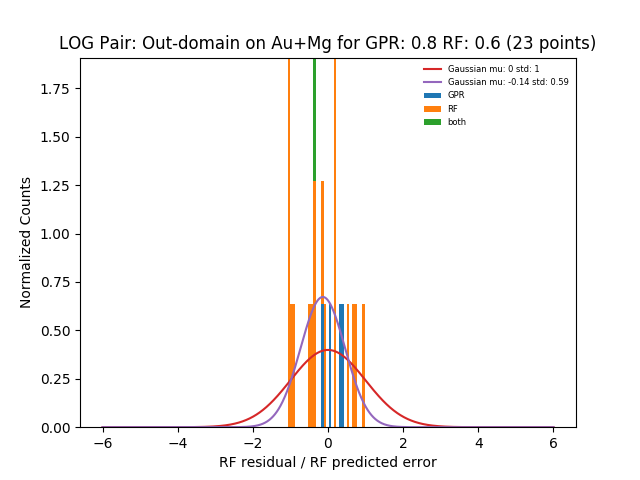 LOG Pair: Out-domain on Au+Mg for GPR: 0.8 RF: 0.6 (23 points)
Gaussian mu: 0 std: 1
Gaussian mu: -0.14 std: 0.59
GPR
RF
both
1.75
1.50
1.25
1.00
0.75
0.50
0.25
0.00
Normalized Counts
−6
−4
−2
0
2
4
6
RF residual / RF predicted error